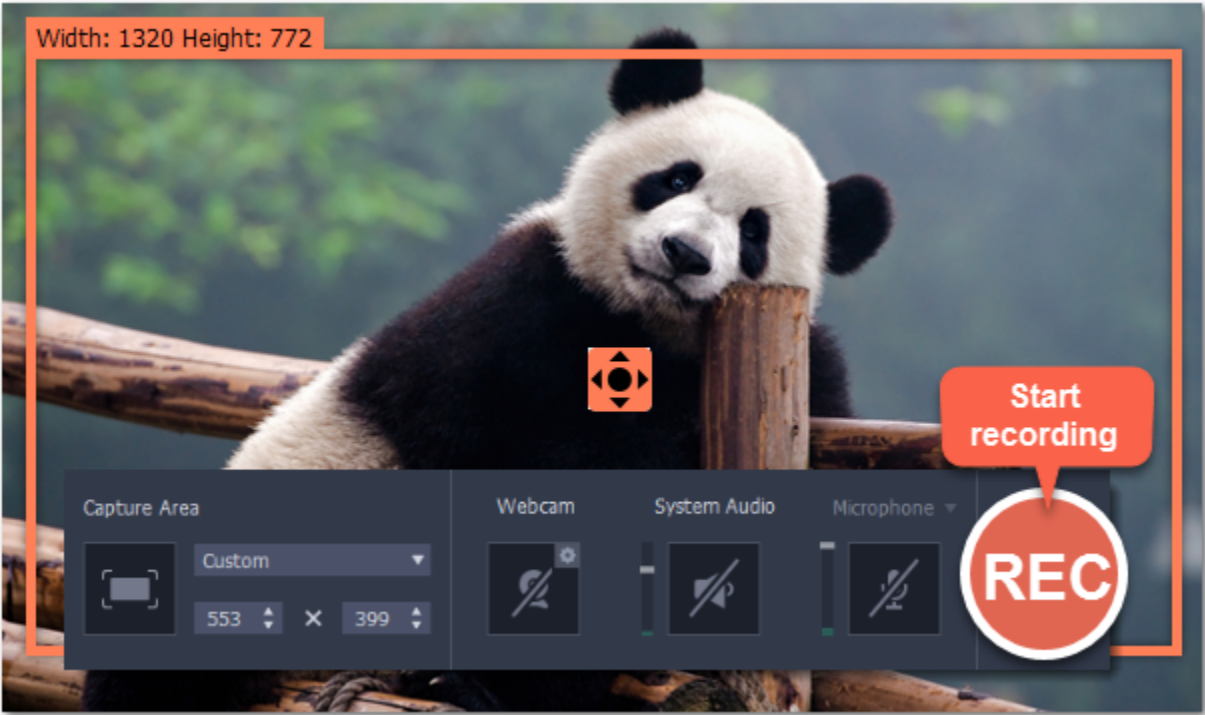 Width: 1320 Height: 772
Start
recording
Capture Area
Webcam
System Audio
Microphone
Custom
553 × 399
REC